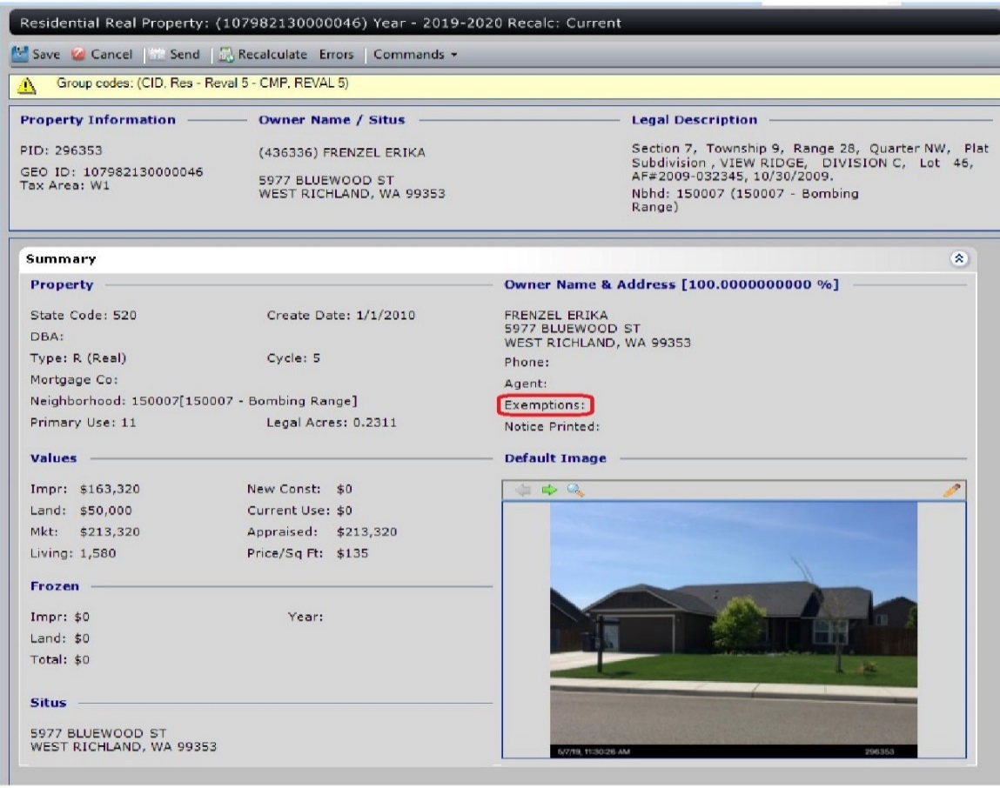 Residential Real Property: (107982130000046) Year - 2019-2020 Recalc: Current
Save Cancel Send Recalculate Errors Commands
Group codes: (CID, Res - Reval 5 - CMP, REVAL 5)
Property Information
PID: 296353
GEO ID: 107982130000046
Tax Area: W1
Owner Name / Situs
(436336) FRENZEL ERIKA
5977 BLUEWOOD ST
WEST RICHLAND, WA 99353
Legal Description
Section 7, Township 9, Range 28, Quarter NW, Plat
Subdivision , VIEW RIDGE, DIVISION C, Lot 46,
AF#2009-032345, 10/30/2009.
Nbhd: 150007 (150007 - Bombing
Range)
Summary
Property
State Code: 520 Create Date: 1/1/2010
DBA:
Type: R (Real) Cycle: 5
Mortgage Co:
Neighborhood: 150007[150007 - Bombing Range]
Primary Use: 11 Legal Acres: 0.2311
Owner Name & Address [100.0000000000 %]
FRENZEL ERIKA
5977 BLUEWOOD ST
WEST RICHLAND, WA 99353
Phone:
Agent:
Exemptions:
Notice Printed:
Values
Impr: $163,320 New Const: $0
Land: $50,000 Current Use: $0
Mkt: $213,320 Appraised: $213,320
Living: 1,580 Price/Sq Ft: $135
Frozen
Impr: $0 Year:
Land: $0
Total: $0
Situs
5977 BLUEWOOD ST
WEST RICHLAND, WA 99353
Default Image
5/7/19, 11:30:26 AM 296353